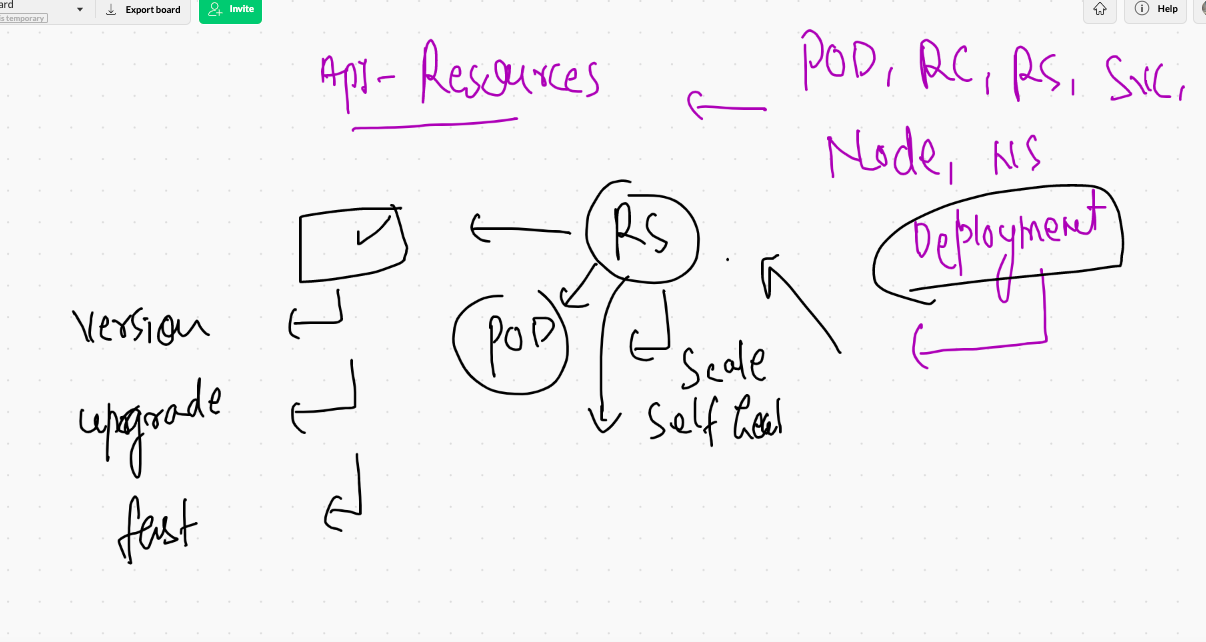 ard
is temporary
Export board
Invite
Help
API- Resources
POD, RC, RS, SVC,
Node, NS
Deployment
RS
POD
Scale
Self heal
version
upgrade
fast